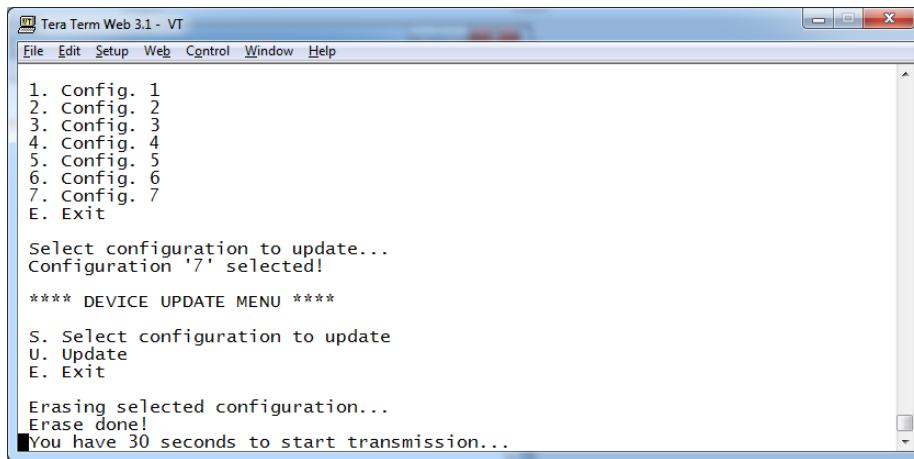 Tera Term Web 3.1 - VT
File Edit Setup Web Control Window Help
1. Config. 1
2. Config. 2
3. Config. 3
4. Config. 4
5. Config. 5
6. Config. 6
7. Config. 7
E. Exit
Select configuration to update...
Configuration '7' selected!
**** DEVICE UPDATE MENU ****
S. Select configuration to update
U. Update
E. Exit
Erasing selected configuration...
Erase done!
You have 30 seconds to start transmission...